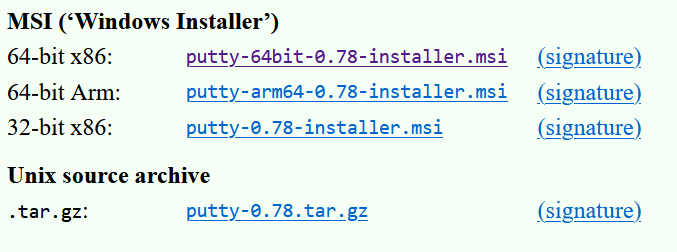 MSI (‘Windows Installer’)
64-bit x86: putty-64bit-0.78-installer.msi (signature)
64-bit Arm: putty-arm64-0.78-installer.msi (signature)
32-bit x86: putty-0.78-installer.msi (signature)
Unix source archive
.tar.gz: putty-0.78.tar.gz (signature)